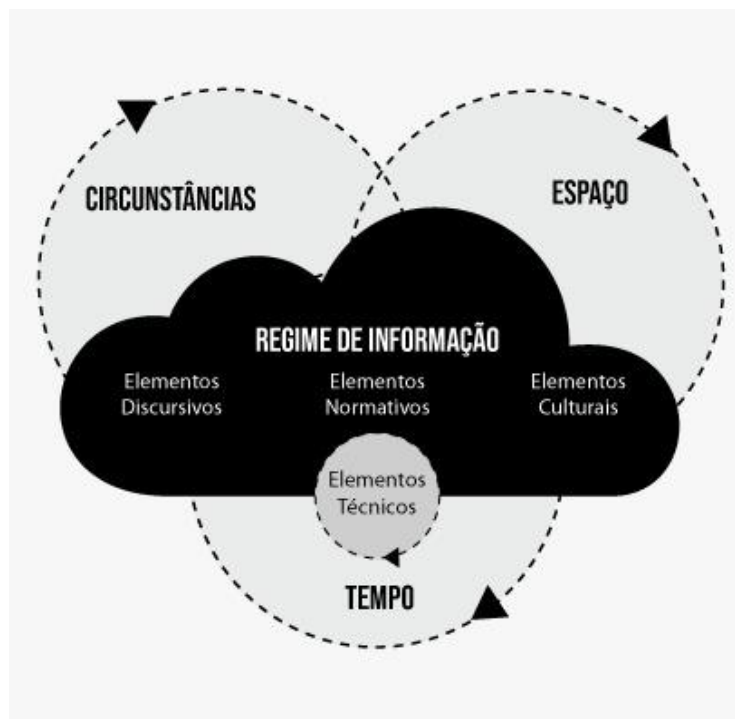 CIRCUNSTÂNCIAS
ESPAÇO
REGIME DE INFORMAÇÃO
Elementos
Discursivos
Elementos
Normativos
Elementos
Culturais
Elementos
Técnicos
TEMPO